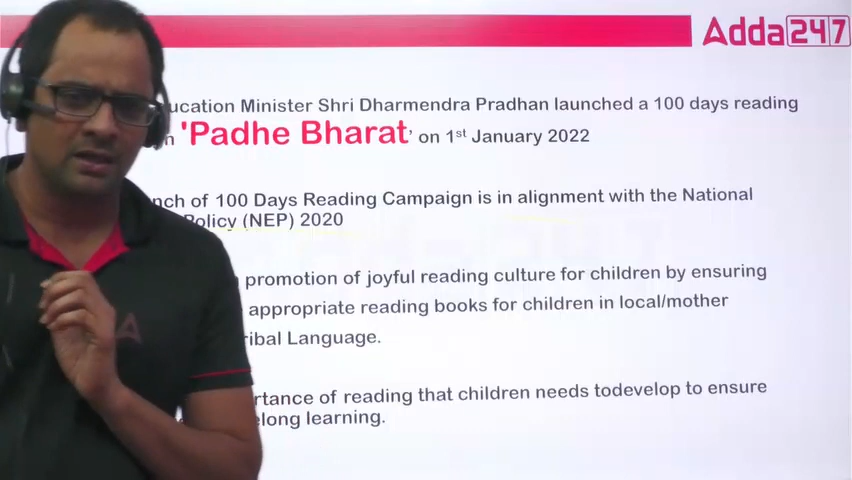 Adda247
ucation Minister Shri Dharmendra Pradhan launched a 100 days reading
n 'Padhe Bharat' on 1st January 2022
nch of 100 Days Reading Campaign is in alignment with the National
Policy (NEP) 2020
promotion of joyful reading culture for children by ensuring
appropriate reading books for children in local/mother
ribal Language.
rtance of reading that children needs todevelop to ensure
elong learning.